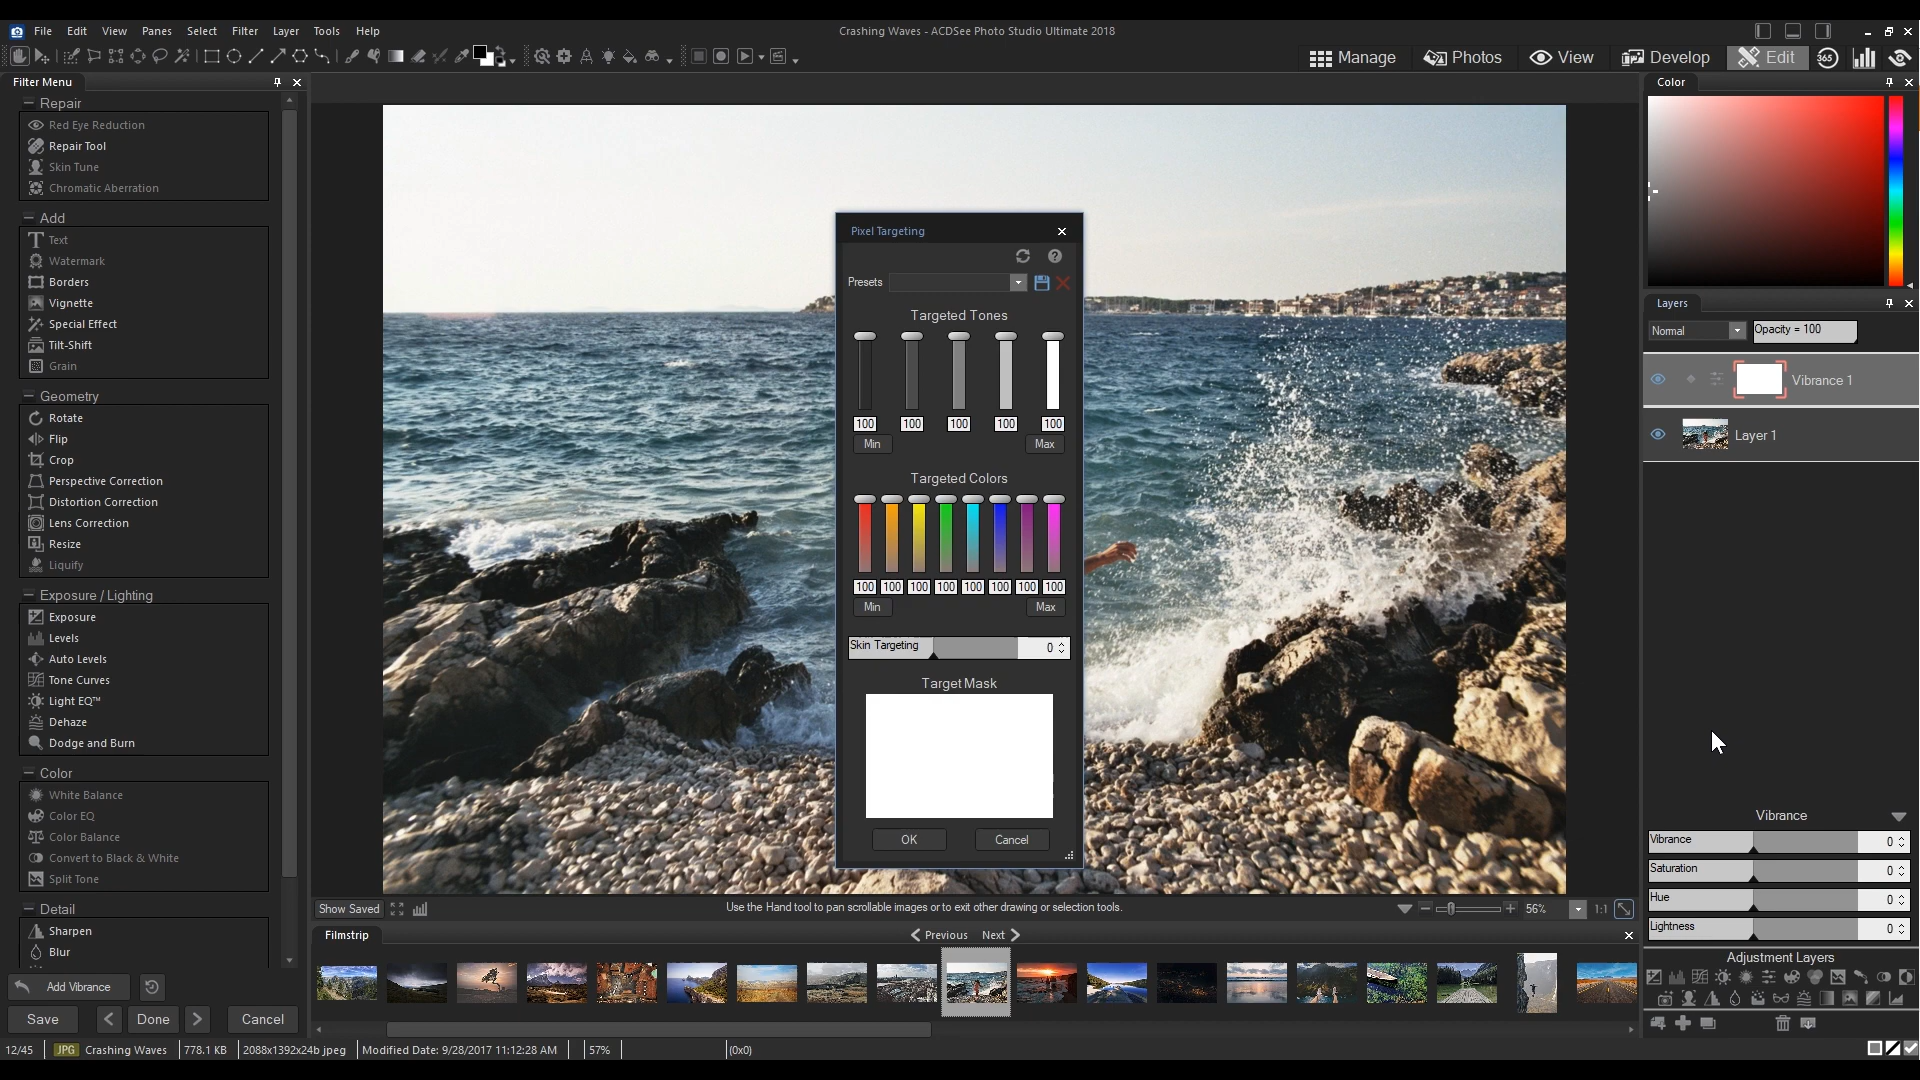 File Edit View Panes Select Filter Layer Tools Help
Crashing Waves - ACDSee Photo Studio Ultimate 2018
Manage Photos View Develop Edit 365
Filter Menu
Repair
Red Eye Reduction
Repair Tool
Skin Tune
Chromatic Aberration
Add
Text
Watermark
Borders
Vignette
Special Effect
Tilt-Shift
Grain
Geometry
Rotate
Flip
Crop
Perspective Correction
Distortion Correction
Lens Correction
Resize
Liquify
Exposure / Lighting
Exposure
Levels
Auto Levels
Tone Curves
Light EQ™
Dehaze
Dodge and Burn
Color
White Balance
Color EQ
Color Balance
Convert to Black & White
Split Tone
Detail
Sharpen
Blur
Add Vibrance
Save Done Cancel
Pixel Targeting
Presets
Targeted Tones
100 100 100 100 100
Min Max
Targeted Colors
100 100 100 100 100 100 100 100
Min Max
Skin Targeting 0
Target Mask
OK Cancel
Show Saved
Use the Hand tool to pan scrollable images or to exit other drawing or selection tools.
56% 1:1
Filmstrip
Previous Next
Color
Layers
Normal Opacity = 100
Vibrance 1
Layer 1
Vibrance
Vibrance 0
Saturation 0
Hue 0
Lightness 0
Adjustment Layers
12/45 JPG Crashing Waves 778.1 KB 2088x1392x24b jpeg Modified Date: 9/28/2017 11:12:28 AM 57% (0x0)